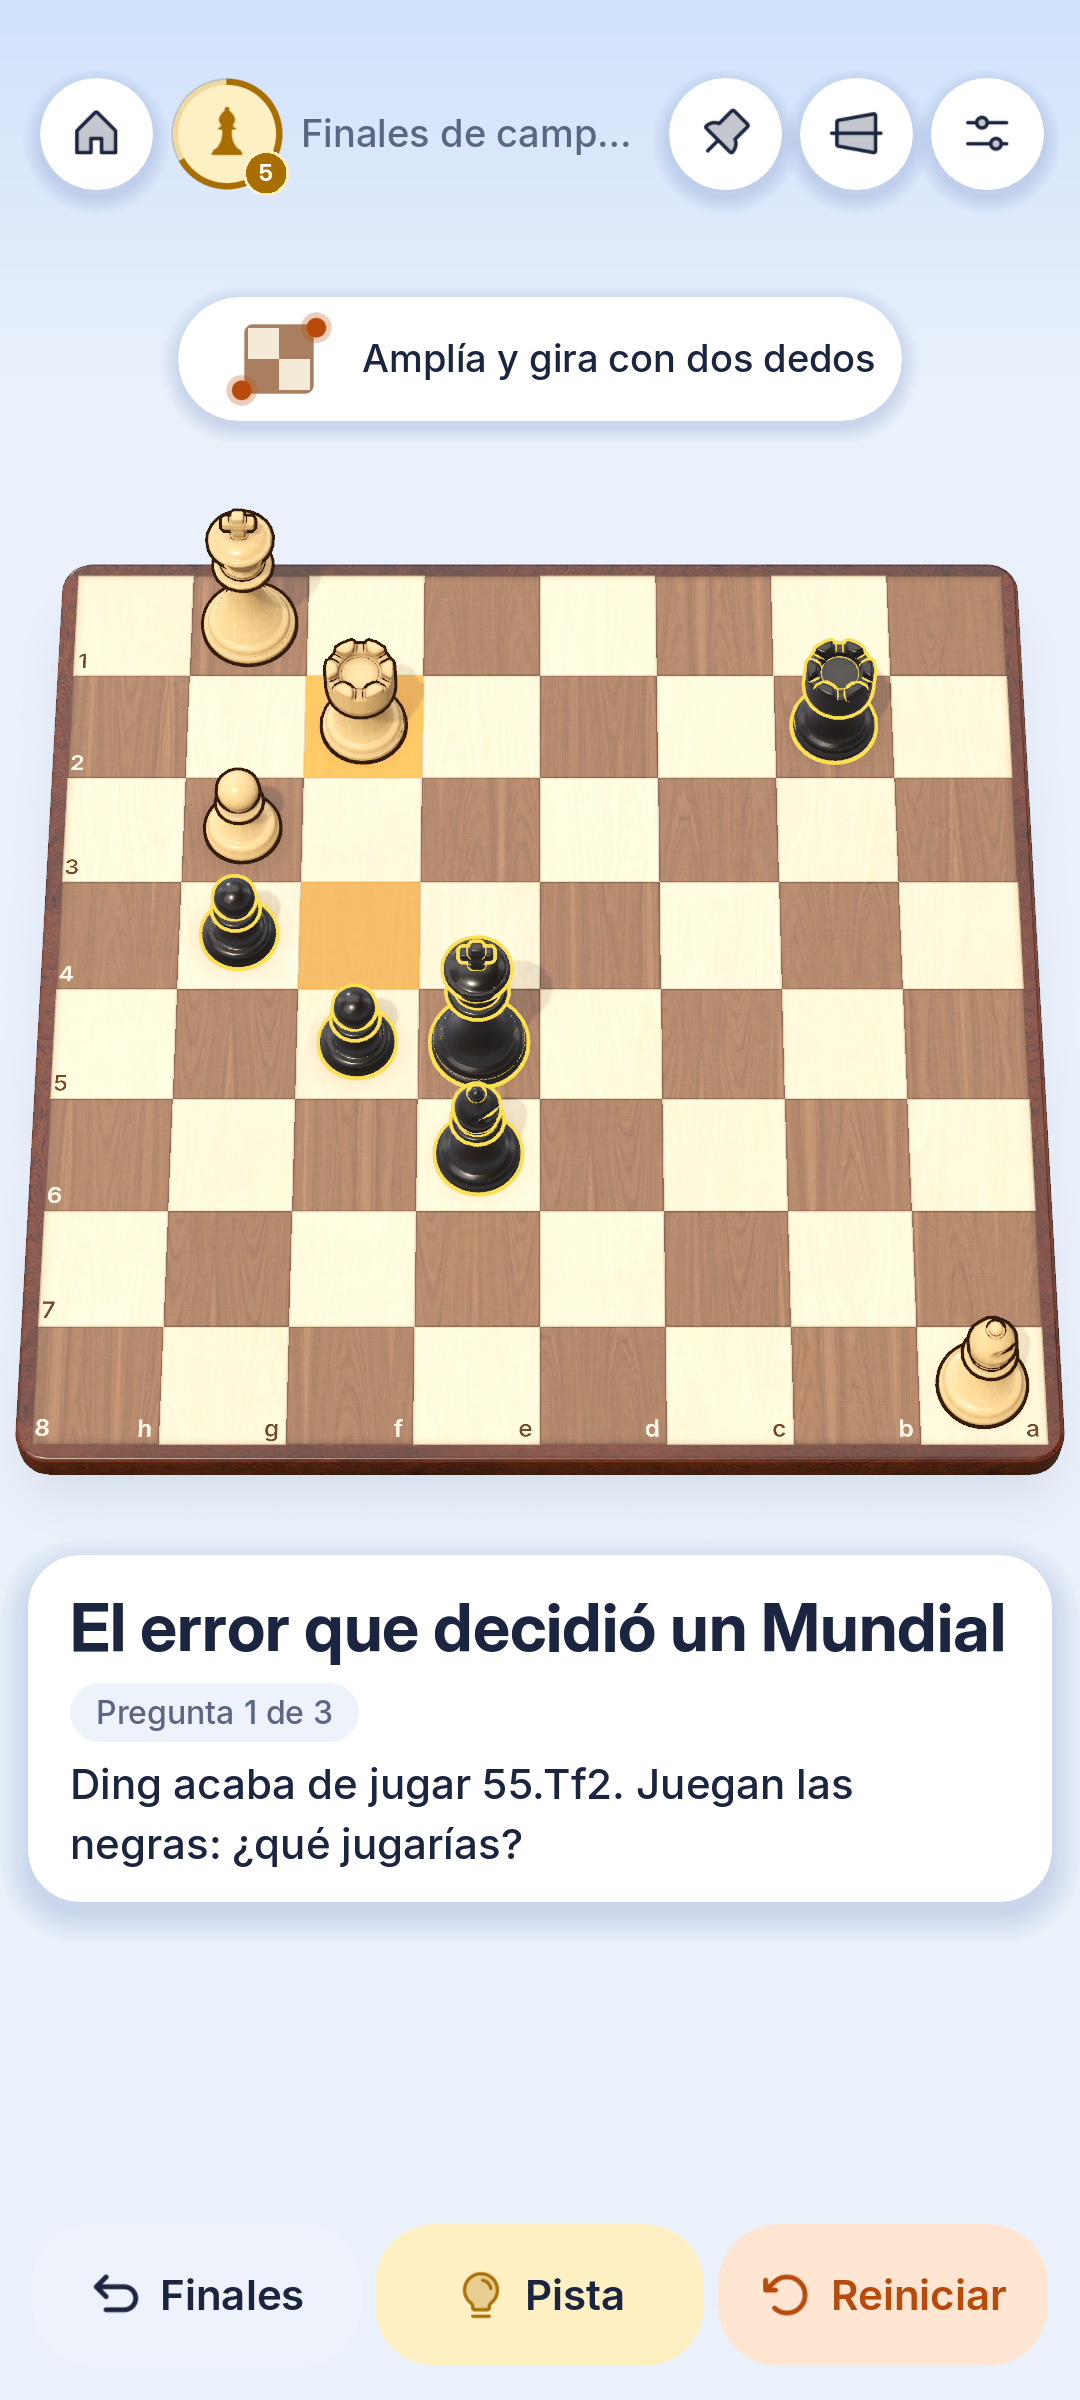 Finales de camp...
5
Amplía y gira con dos dedos
1
2
3
4
5
6
7
8 h g f e d c b a
El error que decidió un Mundial
Pregunta 1 de 3
Ding acaba de jugar 55.Tf2. Juegan las
negras: ¿qué jugarías?
Finales
Pista
Reiniciar